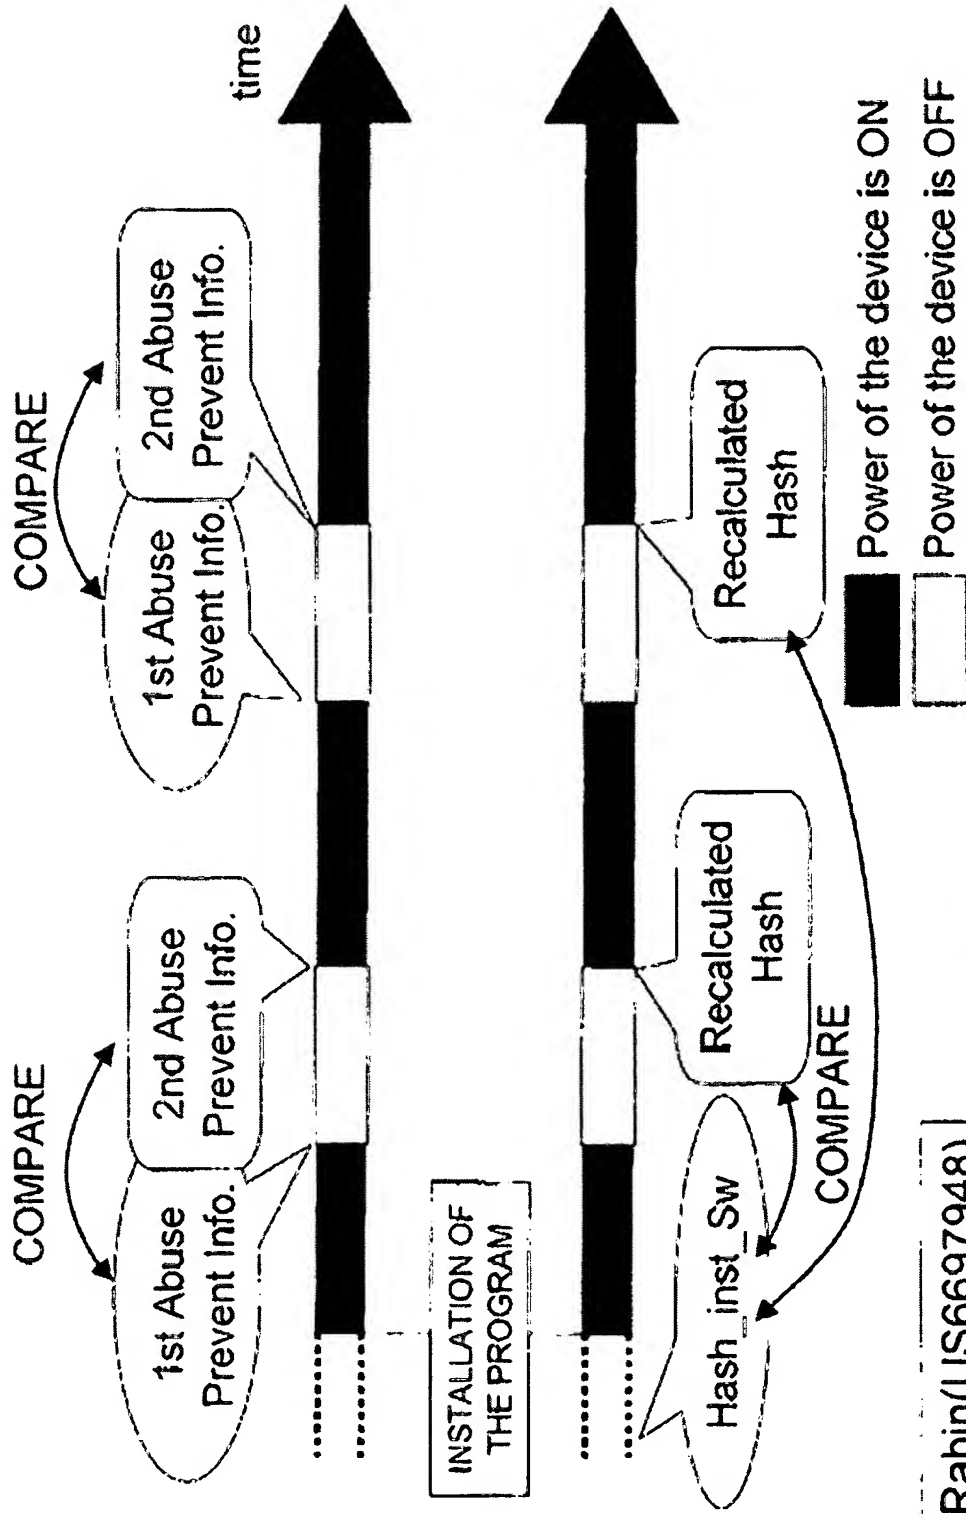 COMPARE
COMPARE
1st Abuse
Prevent Info.
2nd Abuse
Prevent Info.
1st Abuse
Prevent Info.
2nd Abuse
Prevent Info.
time
INSTALLATION OF
THE PROGRAM
Hash_inst_Sw
Recalculated
Hash
Recalculated
Hash
COMPARE
Power of the device is ON
Power of the device is OFF
Rabin(US6697948)